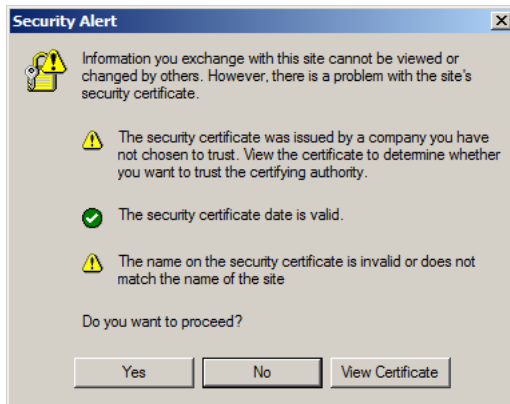 Security Alert
Information you exchange with this site cannot be viewed or
changed by others. However, there is a problem with the site's
security certificate.
The security certificate was issued by a company you have
not chosen to trust. View the certificate to determine whether
you want to trust the certifying authority.
The security certificate date is valid.
The name on the security certificate is invalid or does not
match the name of the site
Do you want to proceed?
Yes No View Certificate